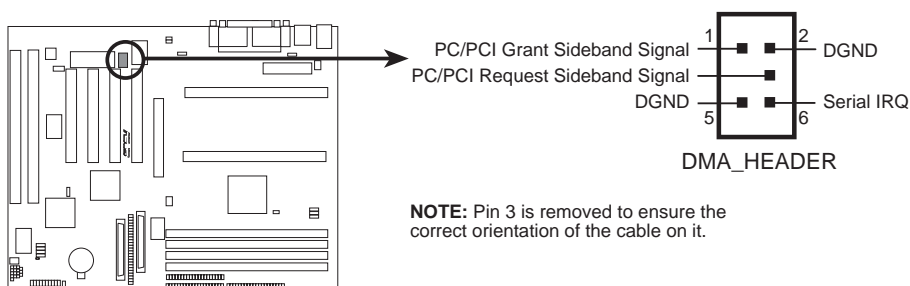 PC/PCI Grant Sideband Signal
1
2
DGND
PC/PCI Request Sideband Signal
DGND
5
6
Serial IRQ
DMA_HEADER
NOTE: Pin 3 is removed to ensure the
correct orientation of the cable on it.